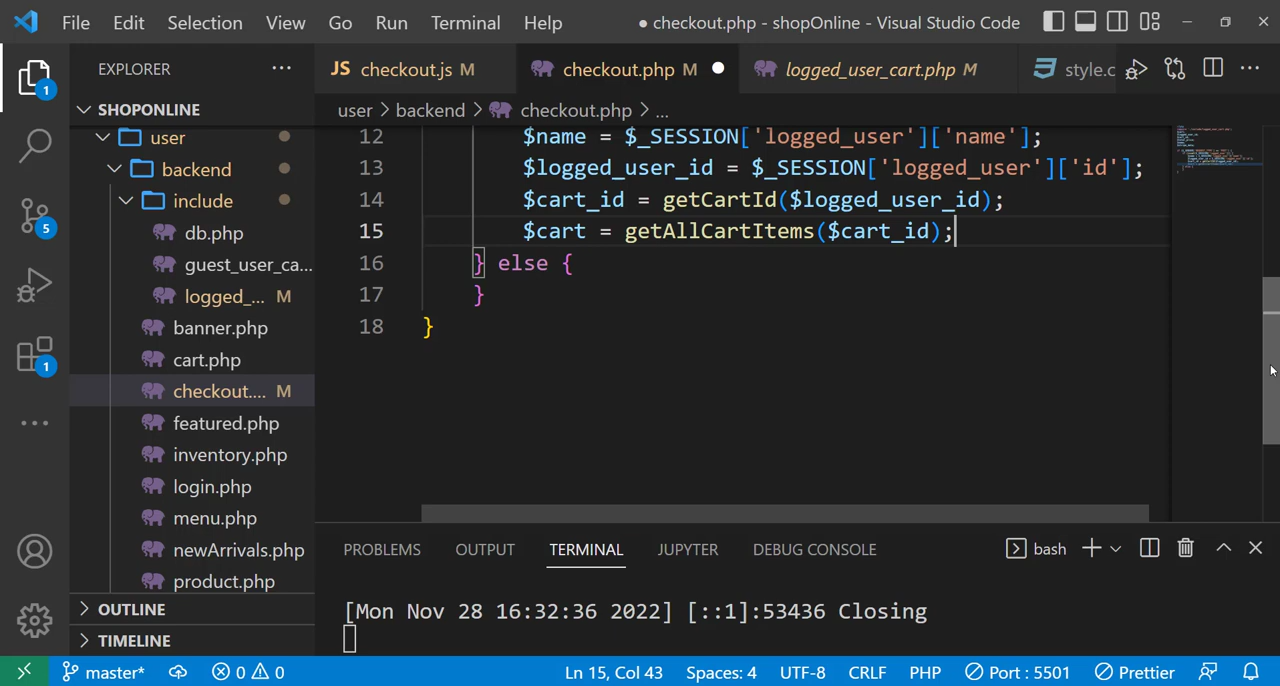 File Edit Selection View Go Run Terminal Help
● checkout.php - shopOnline - Visual Studio Code
EXPLORER ...
JS checkout.js M
checkout.php M ●
logged_user_cart.php M
style.c
...
SHOPONLINE
user > backend > checkout.php > ...
user
backend
include
db.php
guest_user_ca...
logged_... M
banner.php
cart.php
checkout.... M
featured.php
inventory.php
login.php
menu.php
newArrivals.php
product.php
OUTLINE
TIMELINE
1
5
1
12 $name = $_SESSION['logged_user']['name'];
13 $logged_user_id = $_SESSION['logged_user']['id'];
14 $cart_id = getCartId($logged_user_id);
15 $cart = getAllCartItems($cart_id);
16 } else {
17 }
18 }
PROBLEMS OUTPUT TERMINAL JUPYTER DEBUG CONSOLE
bash
[Mon Nov 28 16:32:36 2022] [::1]:53436 Closing
master* 0 0 Ln 15, Col 43 Spaces: 4 UTF-8 CRLF PHP Port : 5501 Prettier